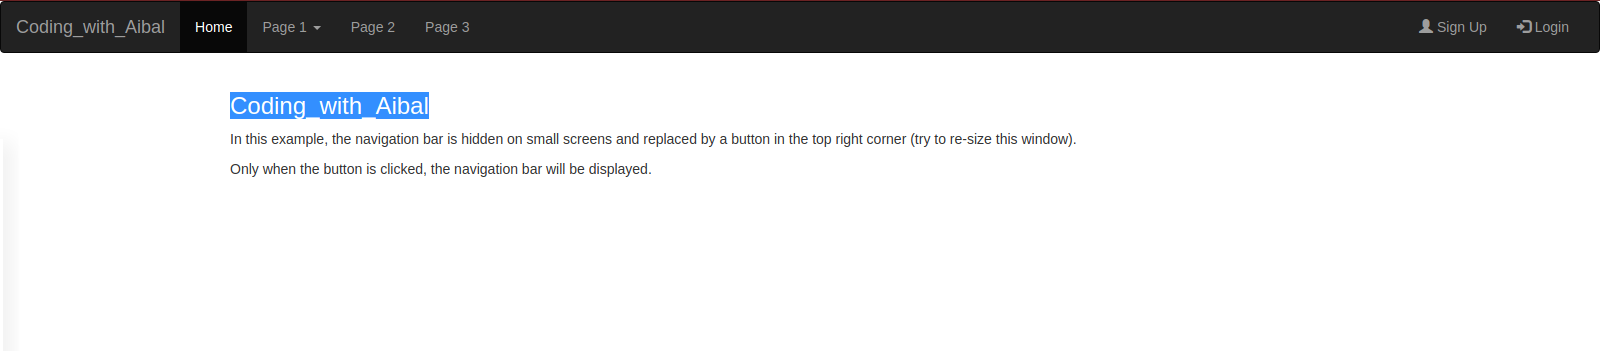 Coding_with_Aibal Home Page 1 Page 2 Page 3 Sign Up Login
Coding_with_Aibal
In this example, the navigation bar is hidden on small screens and replaced by a button in the top right corner (try to re-size this window).
Only when the button is clicked, the navigation bar will be displayed.